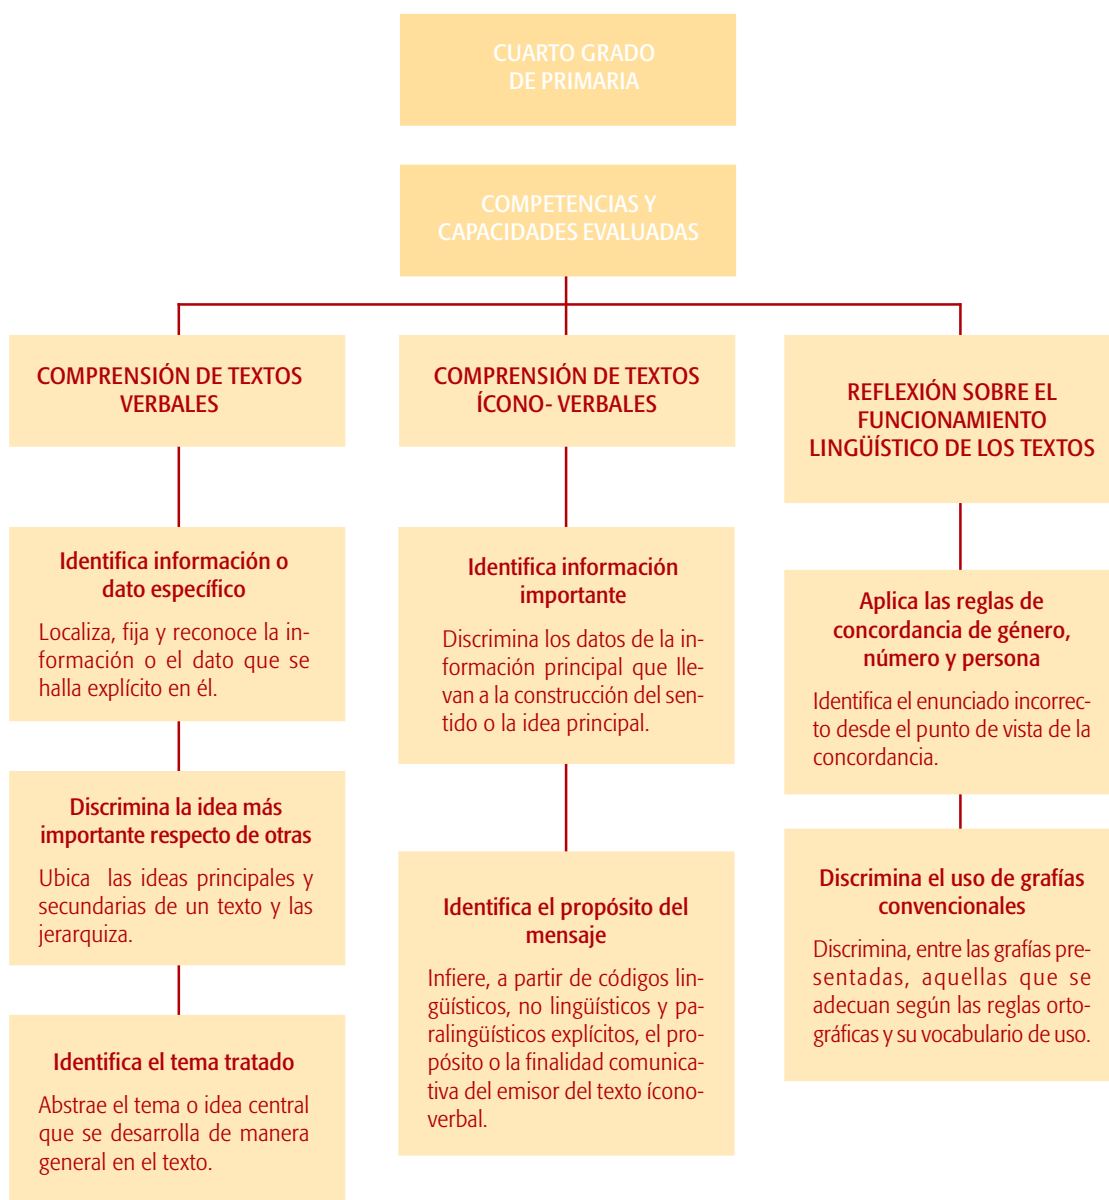 CUARTO GRADO
DE PRIMARIA
COMPETENCIAS Y
CAPACIDADES EVALUADAS
COMPRENSIÓN DE TEXTOS
VERBALES
Identifica información o
dato específico
Localiza, fija y reconoce la in-
formación o el dato que se
halla explícito en él.
Discrimina la idea más
importante respecto de otras
Ubica las ideas principales y
secundarias de un texto y las
jerarquiza.
Identifica el tema tratado
Abstrae el tema o idea central
que se desarrolla de manera
general en el texto.
COMPRENSIÓN DE TEXTOS
ÍCONO- VERBALES
Identifica información
importante
Discrimina los datos de la in-
formación principal que lle-
van a la construcción del sen-
tido o la idea principal.
Identifica el propósito del
mensaje
Infiere, a partir de códigos lin-
güísticos, no lingüísticos y pa-
ralingüísticos explícitos, el pro-
pósito o la finalidad comunica-
tiva del emisor del texto ícono-
verbal.
REFLEXIÓN SOBRE EL
FUNCIONAMIENTO
LINGÜÍSTICO DE LOS TEXTOS
Aplica las reglas de
concordancia de género,
número y persona
Identifica el enunciado incorrec-
to desde el punto de vista de la
concordancia.
Discrimina el uso de grafías
convencionales
Discrimina, entre las grafías pre-
sentadas, aquellas que se
adecuan según las reglas orto-
gráficas y su vocabulario de uso.